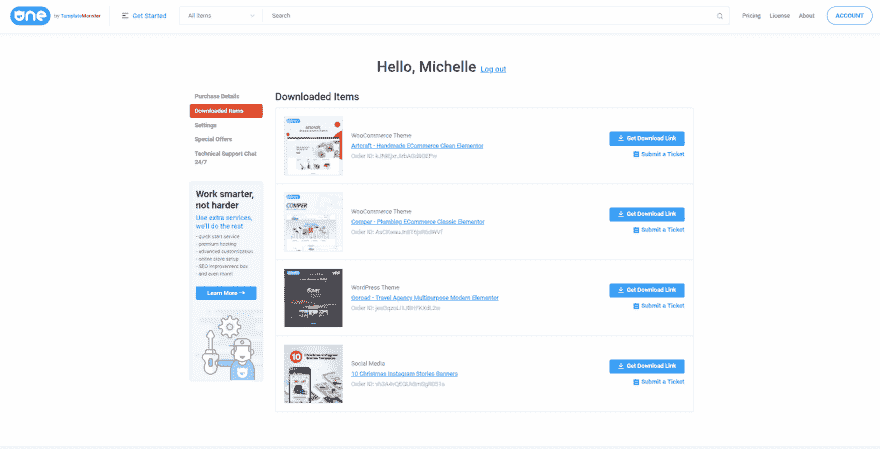 one by TemplateMonster
Get Started
All Items
Search
Pricing
License
About
ACCOUNT
Hello, Michelle Log out
Purchase Details
Downloaded Items
Settings
Special Offers
Technical Support Chat
24/7
Work smarter,
not harder
Use extra services,
we'll do the rest
- quick start service
- premium hosting
- advanced customization
- online store setup
- SEO improvement box
- and even more!
Learn More →
Downloaded Items
WooCommerce Theme
Artcraft - Handmade ECommerce Clean Elementor
Order ID:
Get Download Link
Submit a Ticket
WooCommerce Theme
COMPER
Comper - Plumbing ECommerce Classic Elementor
Order ID:
Get Download Link
Submit a Ticket
WordPress Theme
Goroad - Travel Agency Multipurpose Modern Elementor
Order ID:
Get Download Link
Submit a Ticket
10
Social Media
10 Christmas Instagram Stories Banners
Order ID:
Get Download Link
Submit a Ticket